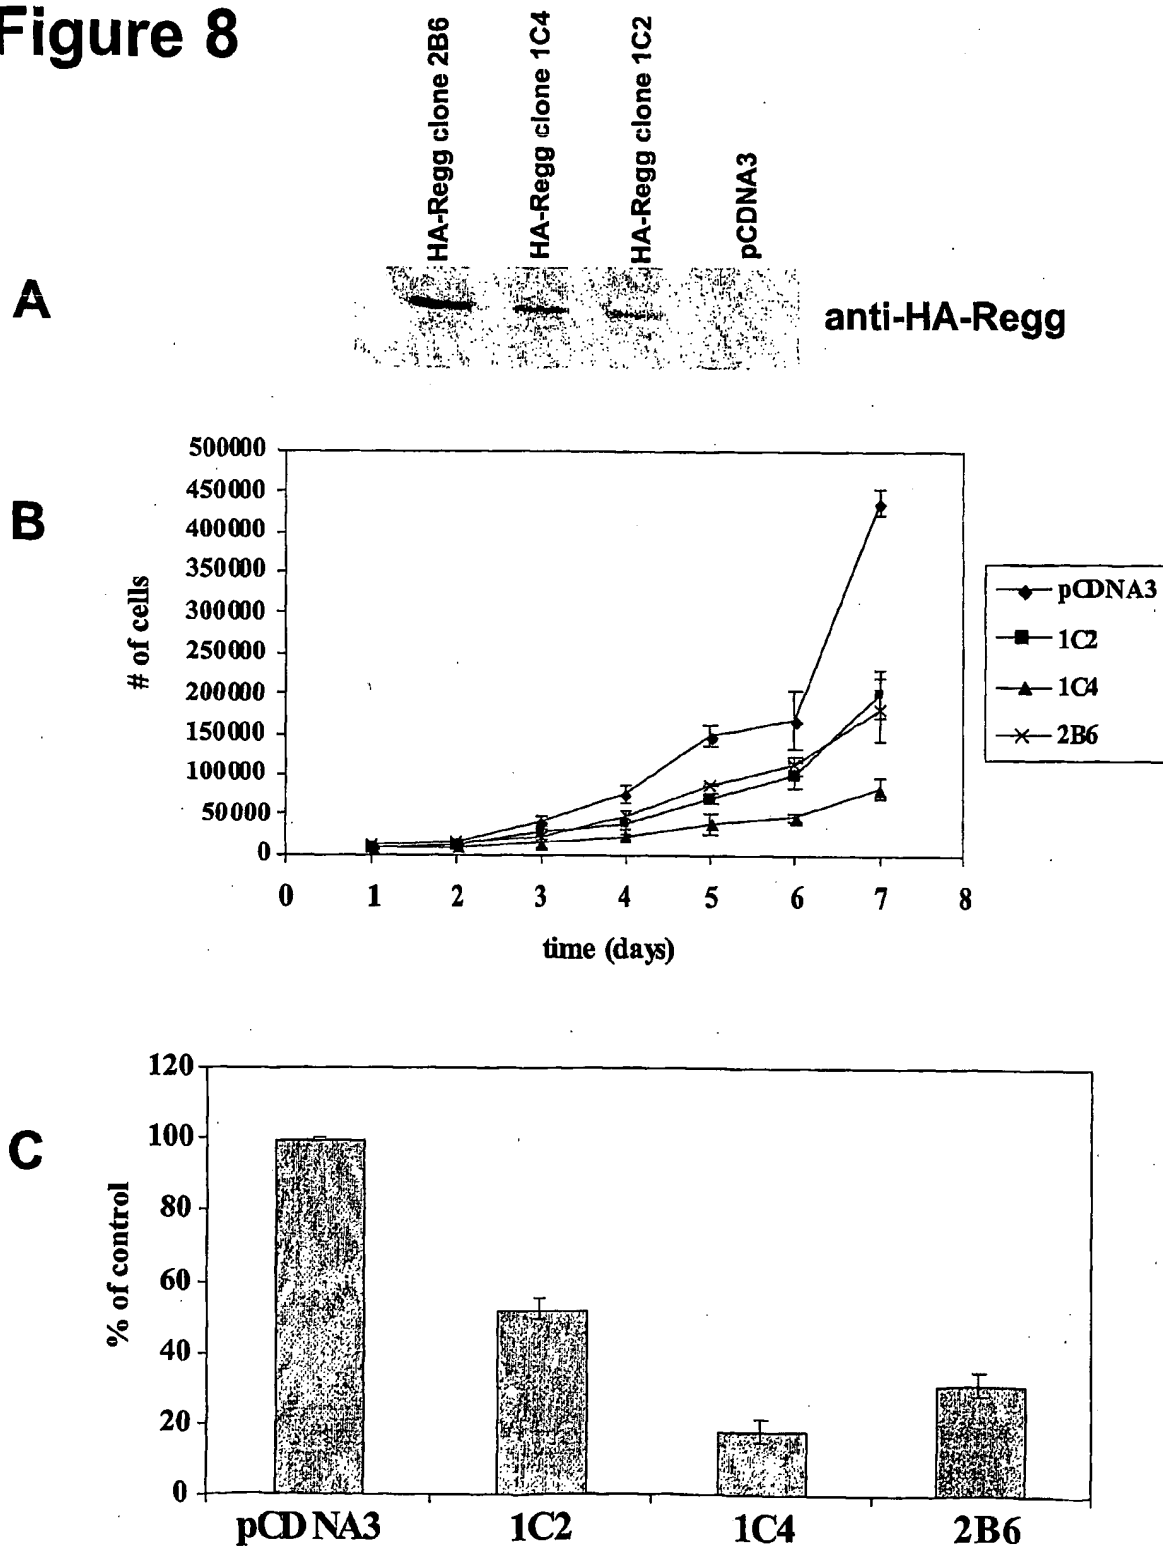 Figure 8
HA-Regg clone 2B6
HA-Regg clone 1C4
HA-Regg clone 1C2
pCDNA3
A
anti-HA-Regg
B
500000
450000
400000
350000
300000
250000
200000
150000
100000
50000
0
# of cells
0 1 2 3 4 5 6 7 8
time (days)
pCDNA3
1C2
1C4
2B6
C
120
100
80
60
40
20
0
% of control
pCDNA3 1C2 1C4 2B6